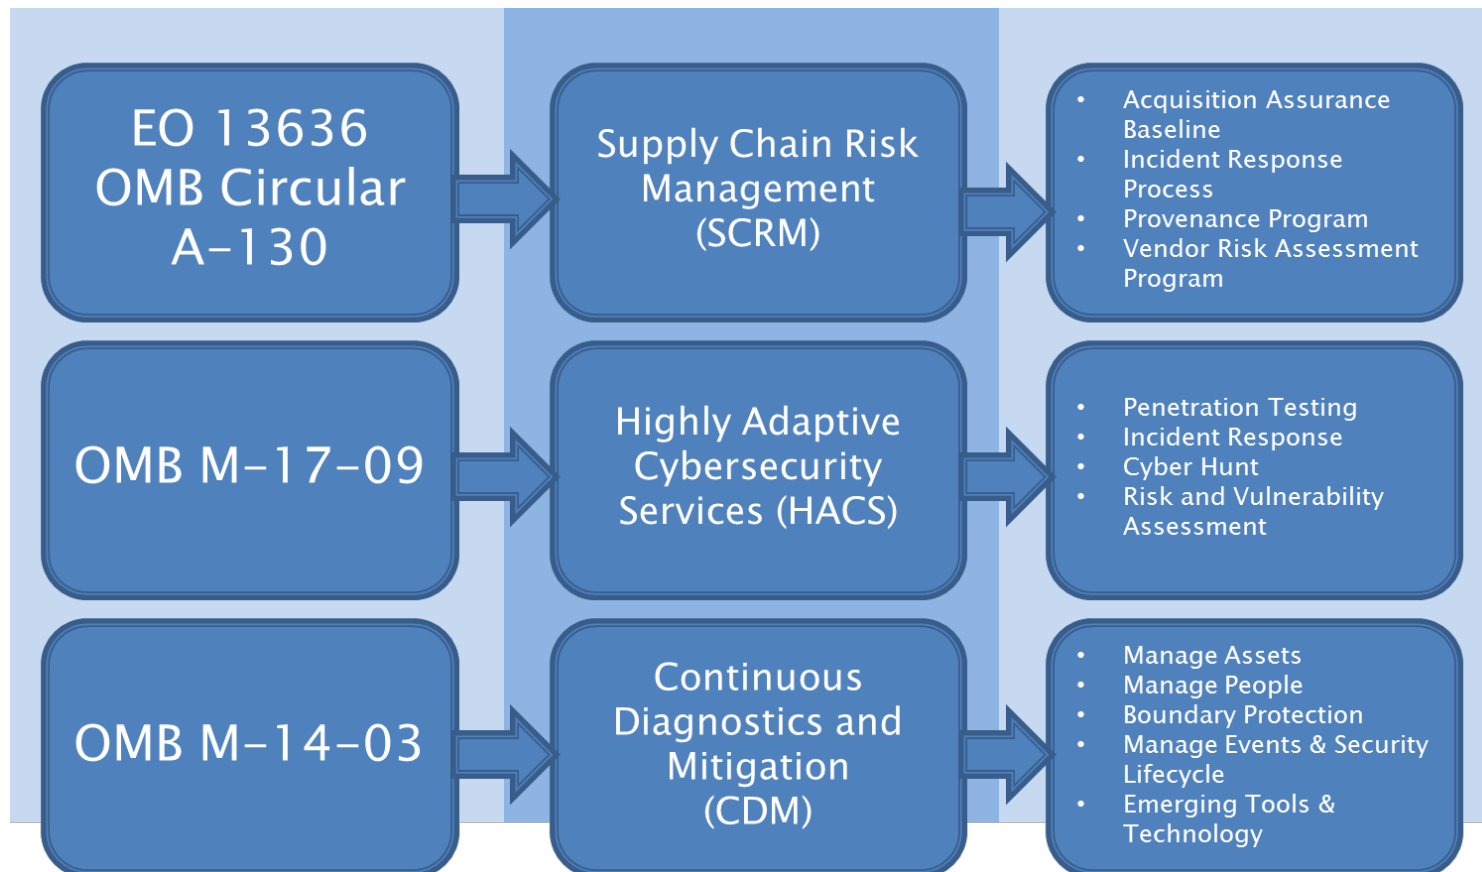 EO 13636
OMB Circular
A-130
Supply Chain Risk
Management
(SCRM)
• Acquisition Assurance
Baseline
• Incident Response
Process
• Provenance Program
• Vendor Risk Assessment
Program
OMB M-17-09
Highly Adaptive
Cybersecurity
Services (HACS)
• Penetration Testing
• Incident Response
• Cyber Hunt
• Risk and Vulnerability
Assessment
OMB M-14-03
Continuous
Diagnostics and
Mitigation
(CDM)
• Manage Assets
• Manage People
• Boundary Protection
• Manage Events & Security
Lifecycle
• Emerging Tools &
Technology